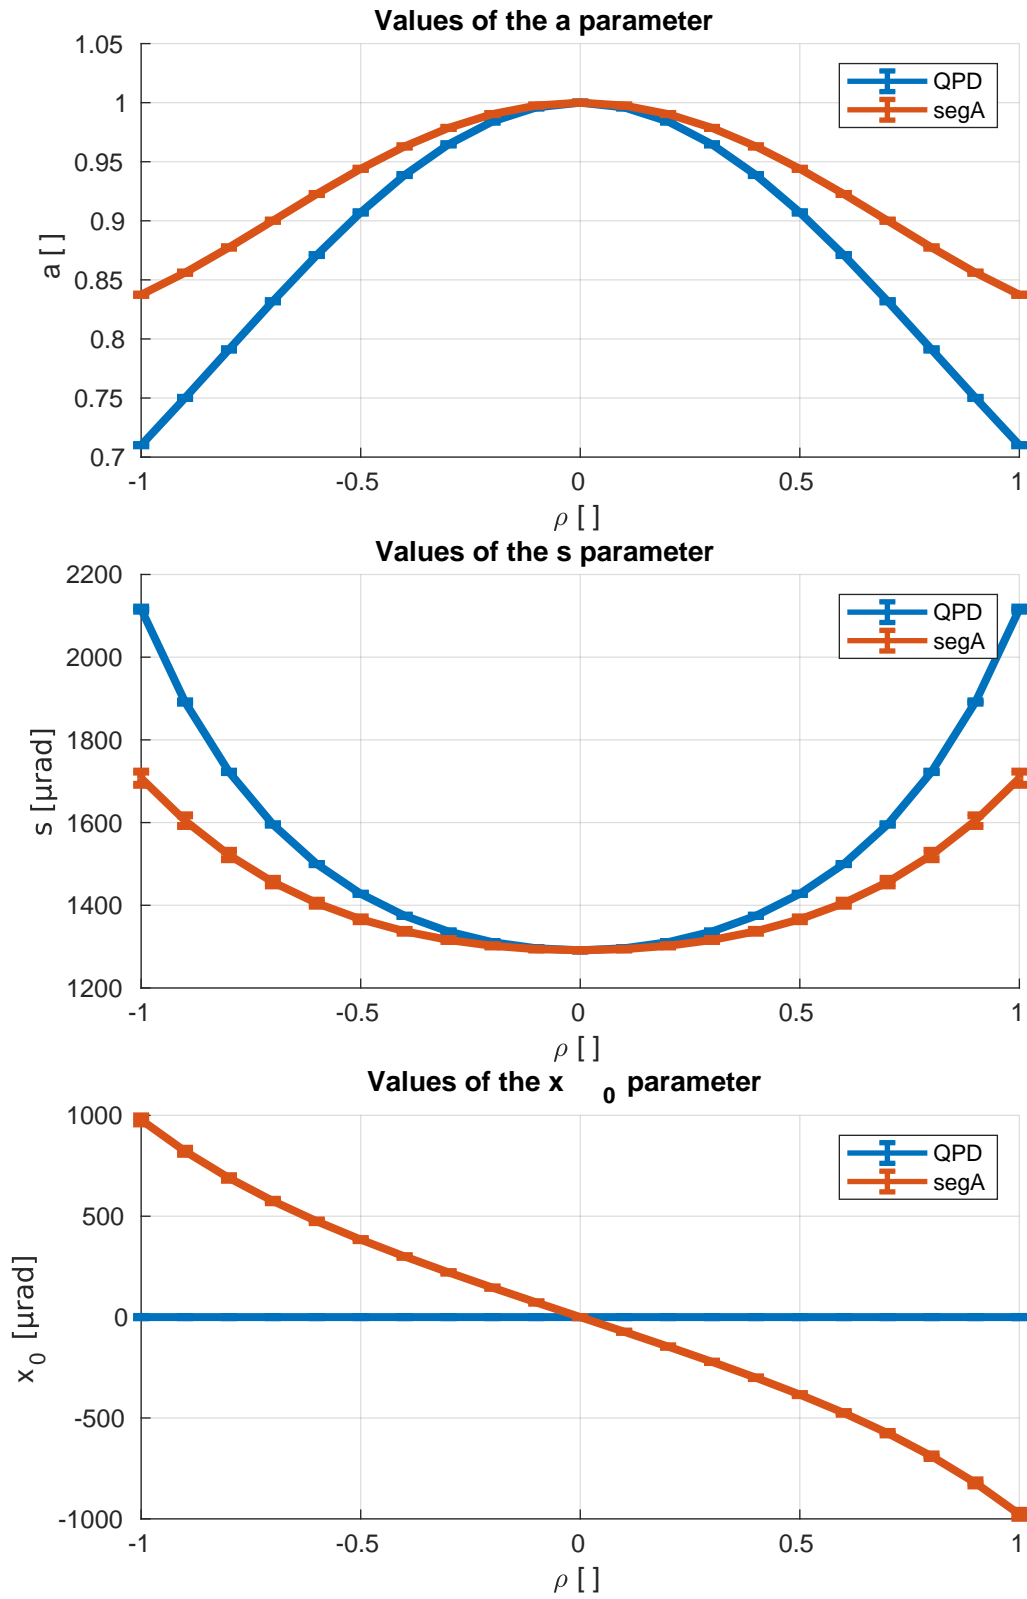 Values of the a parameter
1.05
1
0.95
0.9
0.85
0.8
0.75
0.7
a [ ]
QPD
segA
-1
-0.5
0
0.5
1
ρ [ ]
Values of the s parameter
2200
2000
1800
1600
1400
1200
s [μrad]
QPD
segA
-1
-0.5
0
0.5
1
ρ [ ]
Values of the x 0 parameter
1000
500
0
-500
-1000
x0 [μrad]
QPD
segA
-1
-0.5
0
0.5
1
ρ [ ]